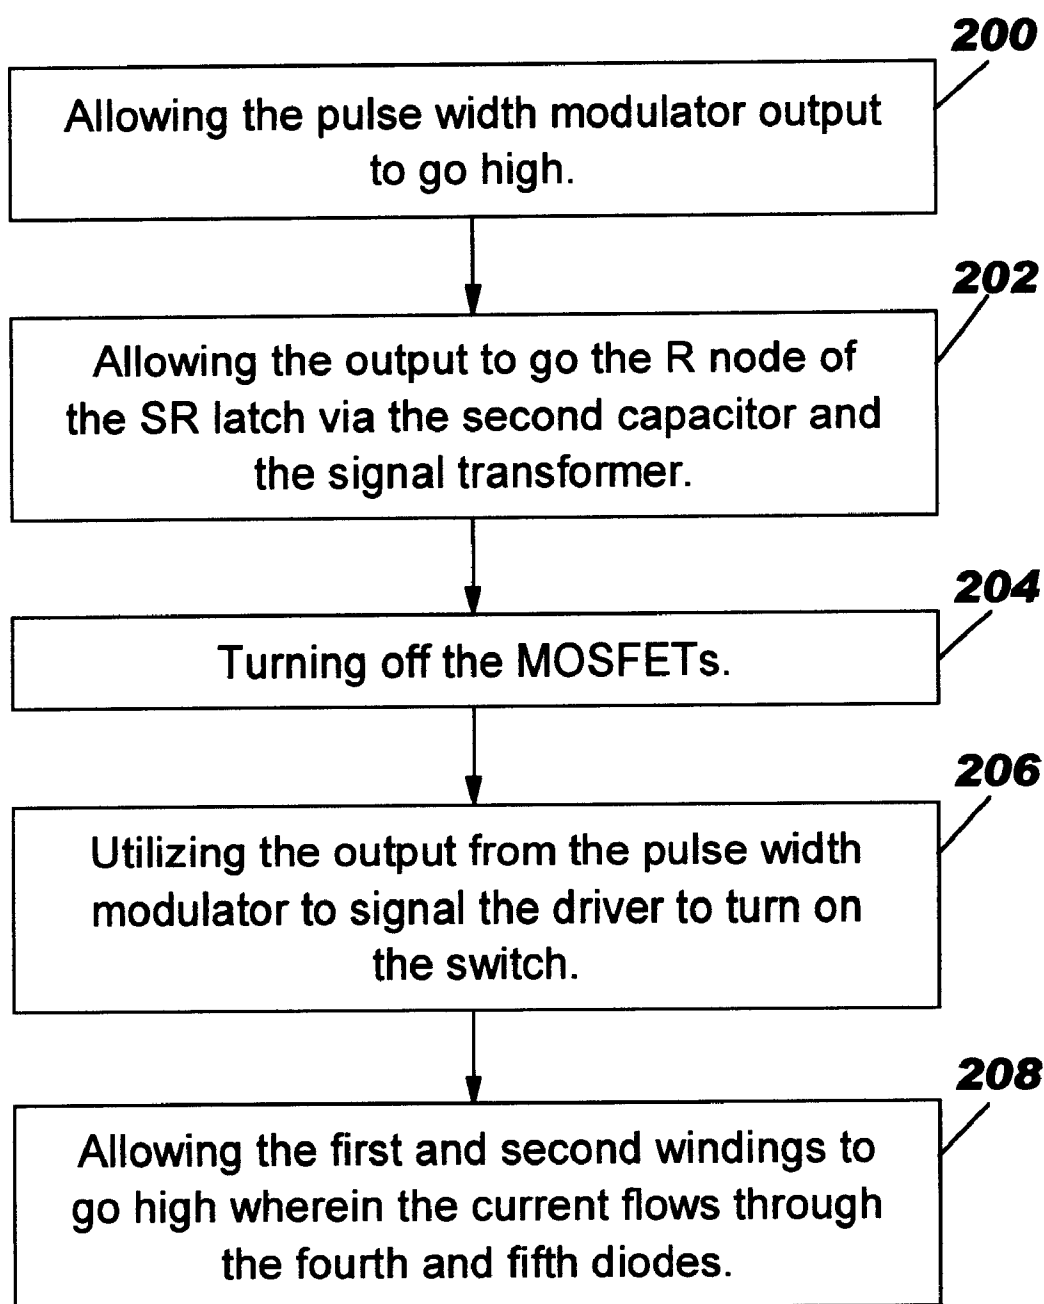 200
Allowing the pulse width modulator output
to go high.
202
Allowing the output to go the R node of
the SR latch via the second capacitor and
the signal transformer.
204
Turning off the MOSFETs.
206
Utilizing the output from the pulse width
modulator to signal the driver to turn on
the switch.
208
Allowing the first and second windings to
go high wherein the current flows through
the fourth and fifth diodes.